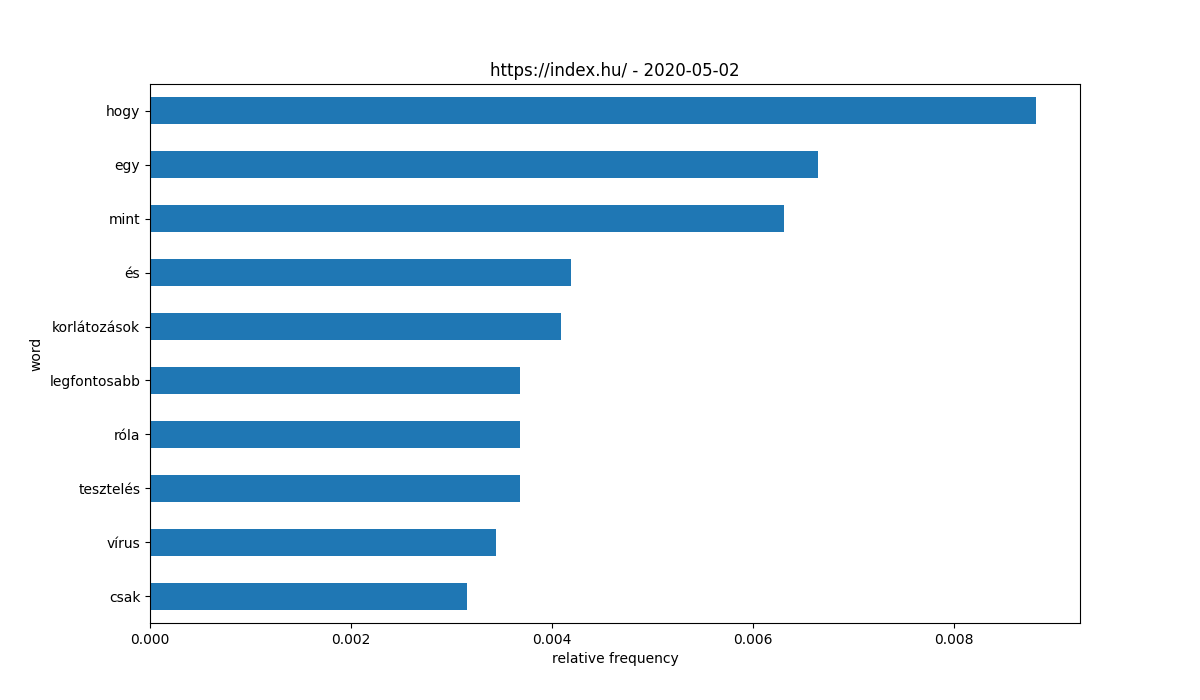 https://index.hu/ - 2020-05-02
hogy
egy
mint
és
korlátozások
legfontosabb
róla
tesztelés
vírus
csak
word
0.000 0.002 0.004 0.006 0.008
relative frequency